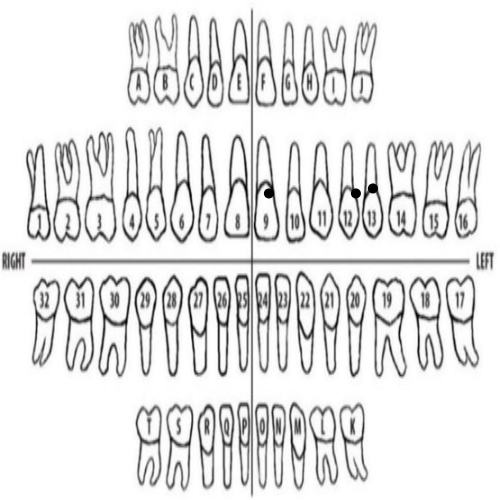 A B C D E F G H I J
1 2 3 4 5 6 7 8 9 10 11 12 13 14 15 16
RIGHT LEFT
32 31 30 29 28 27 26 25 24 23 22 21 20 19 18 17
T S R Q P O N M L K